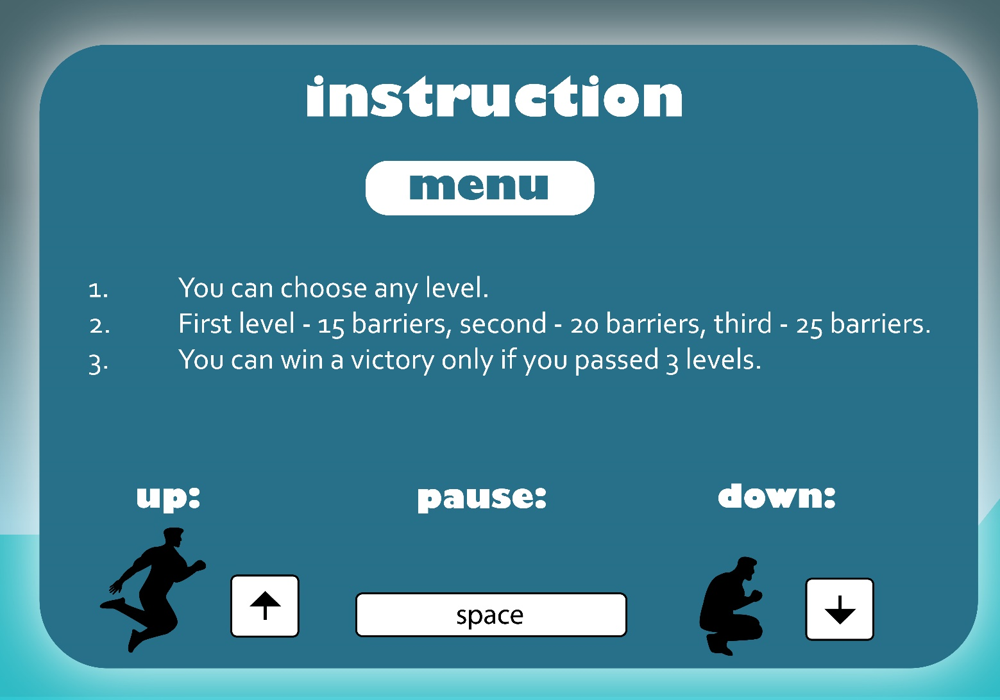 instruction
menu
1. You can choose any level.
2. First level - 15 barriers, second - 20 barriers, third - 25 barriers.
3. You can win a victory only if you passed 3 levels.
up: pause: down:
space